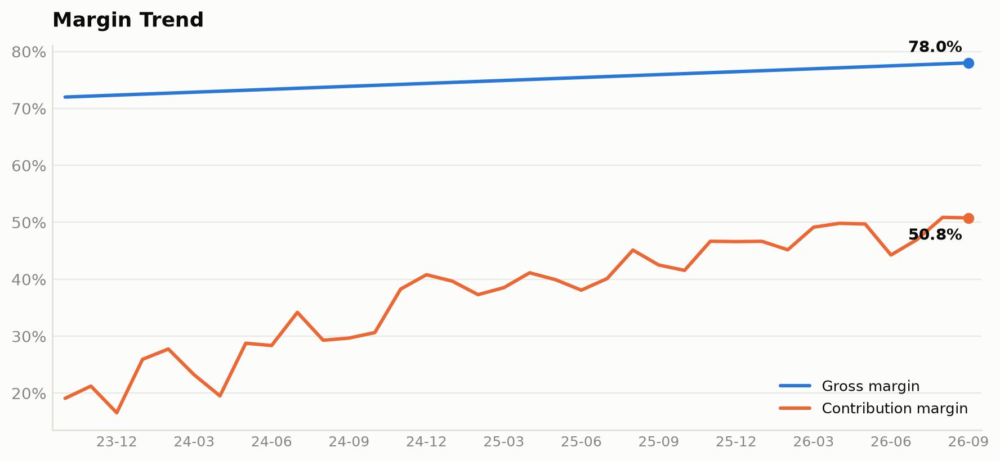 Margin Trend
80%
78.0%
70%
60%
50%
50.8%
40%
30%
20%
Gross margin
Contribution margin
23-12 24-03 24-06 24-09 24-12 25-03 25-06 25-09 25-12 26-03 26-06 26-09